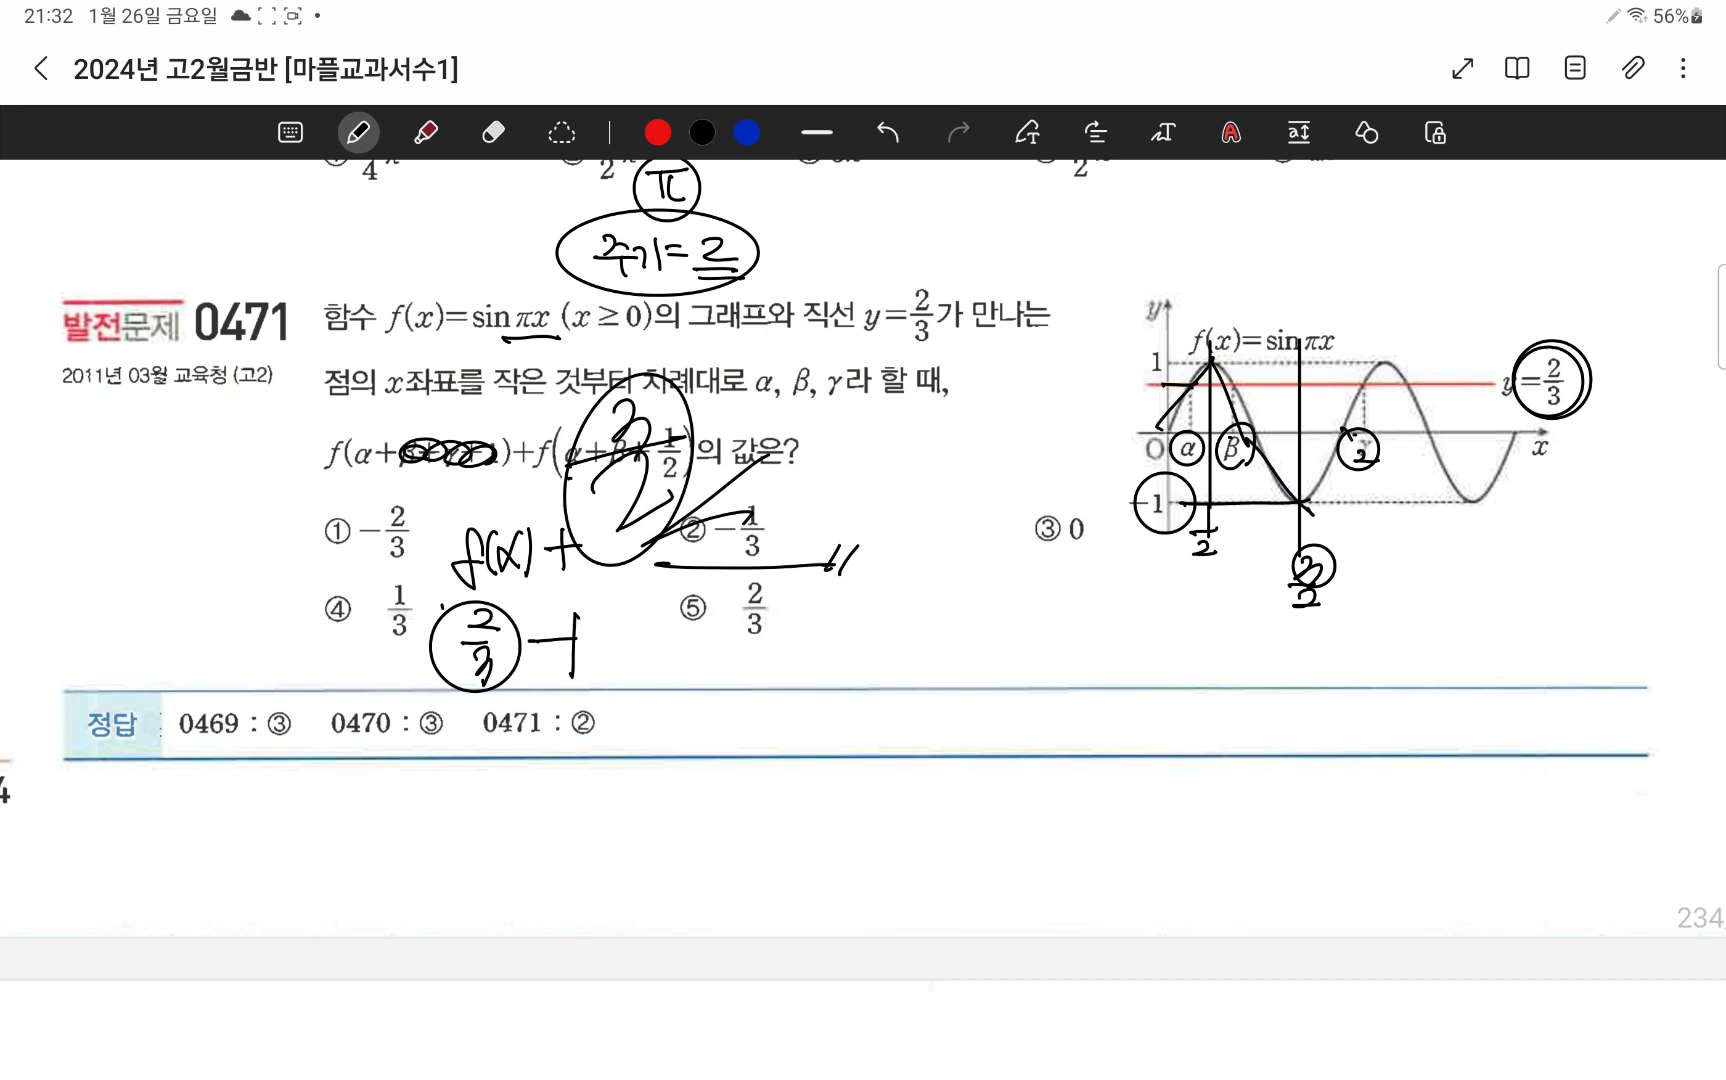 21:32 1월 26일 금요일 56%
2024년 고2월금반 [마플교과서수1]
4 2 2
π
주기=2
발전문제 0471
2011년 03월 교육청 (고2)
함수 f(x)=sin πx (x≥0)의 그래프와 직선 y=2/3가 만나는
점의 x좌표를 작은 것부터 차례대로 α, β, γ라 할 때,
f(α+ )+f(α+β+1/2)의 값은?
3/2
① -2/3 ② -1/3 ③ 0
f(x)+
④ 1/3 ⑤ 2/3
2/3 -1
y
f(x)=sin πx
1
y=2/3
O α β γ x
-1
1/2
3/2
정답 0469 : ③ 0470 : ③ 0471 : ②
4
234